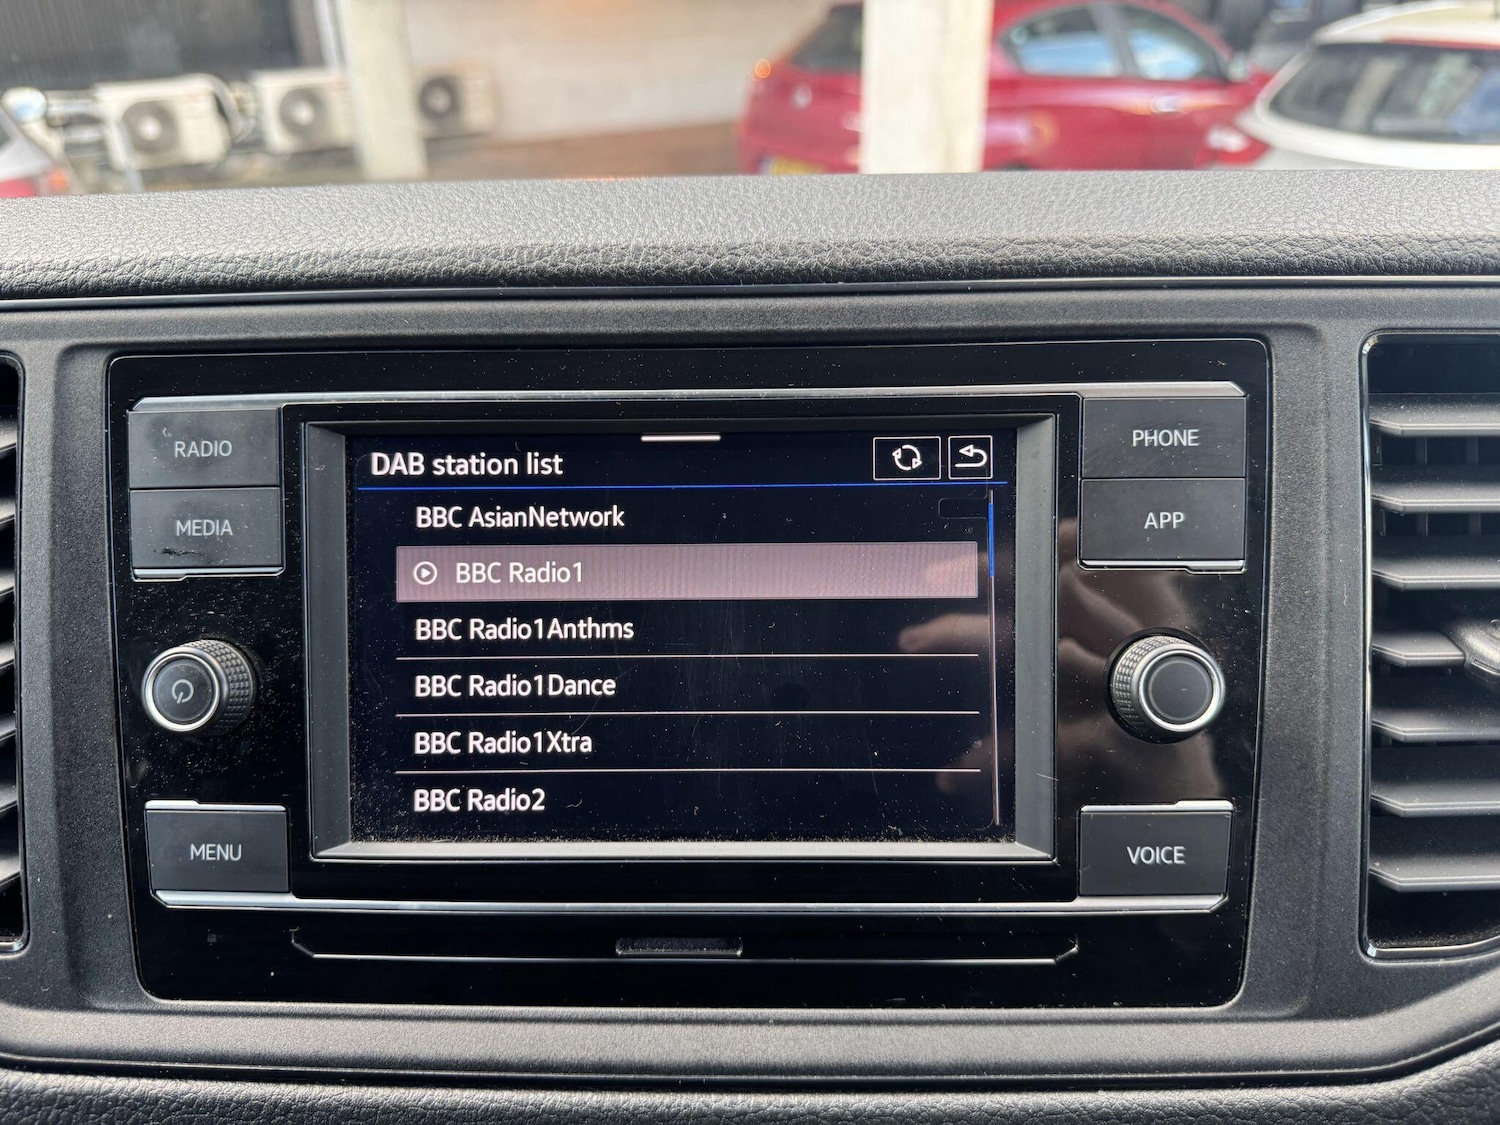 RADIO
MEDIA
MENU
DAB station list
BBC AsianNetwork
BBC Radio1
BBC Radio1Anthms
BBC Radio1Dance
BBC Radio1Xtra
BBC Radio2
PHONE
APP
VOICE